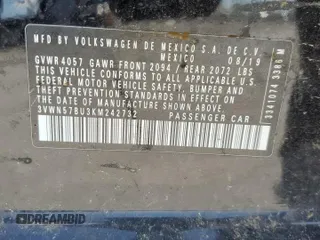 MFD BY VOLKSWAGEN DE MEXICO S.A. DE C.V.
MEXICO 08/19
GVWR4057 GAWR FRONT 2094 / REAR 2072 LBS
THIS VEHICLE CONFORMS TO ALL APPLICABLE U.S.
FEDERAL SAFETY, BUMPER AND THEFT PREVENTION
MOTOR VEHICLE STANDARDS IN EFFECT ON THE DATE OF MANUFACTURE SHOWN ABOVE.
3VWN57BU3KM242732
PASSENGER CAR
DREAMBID